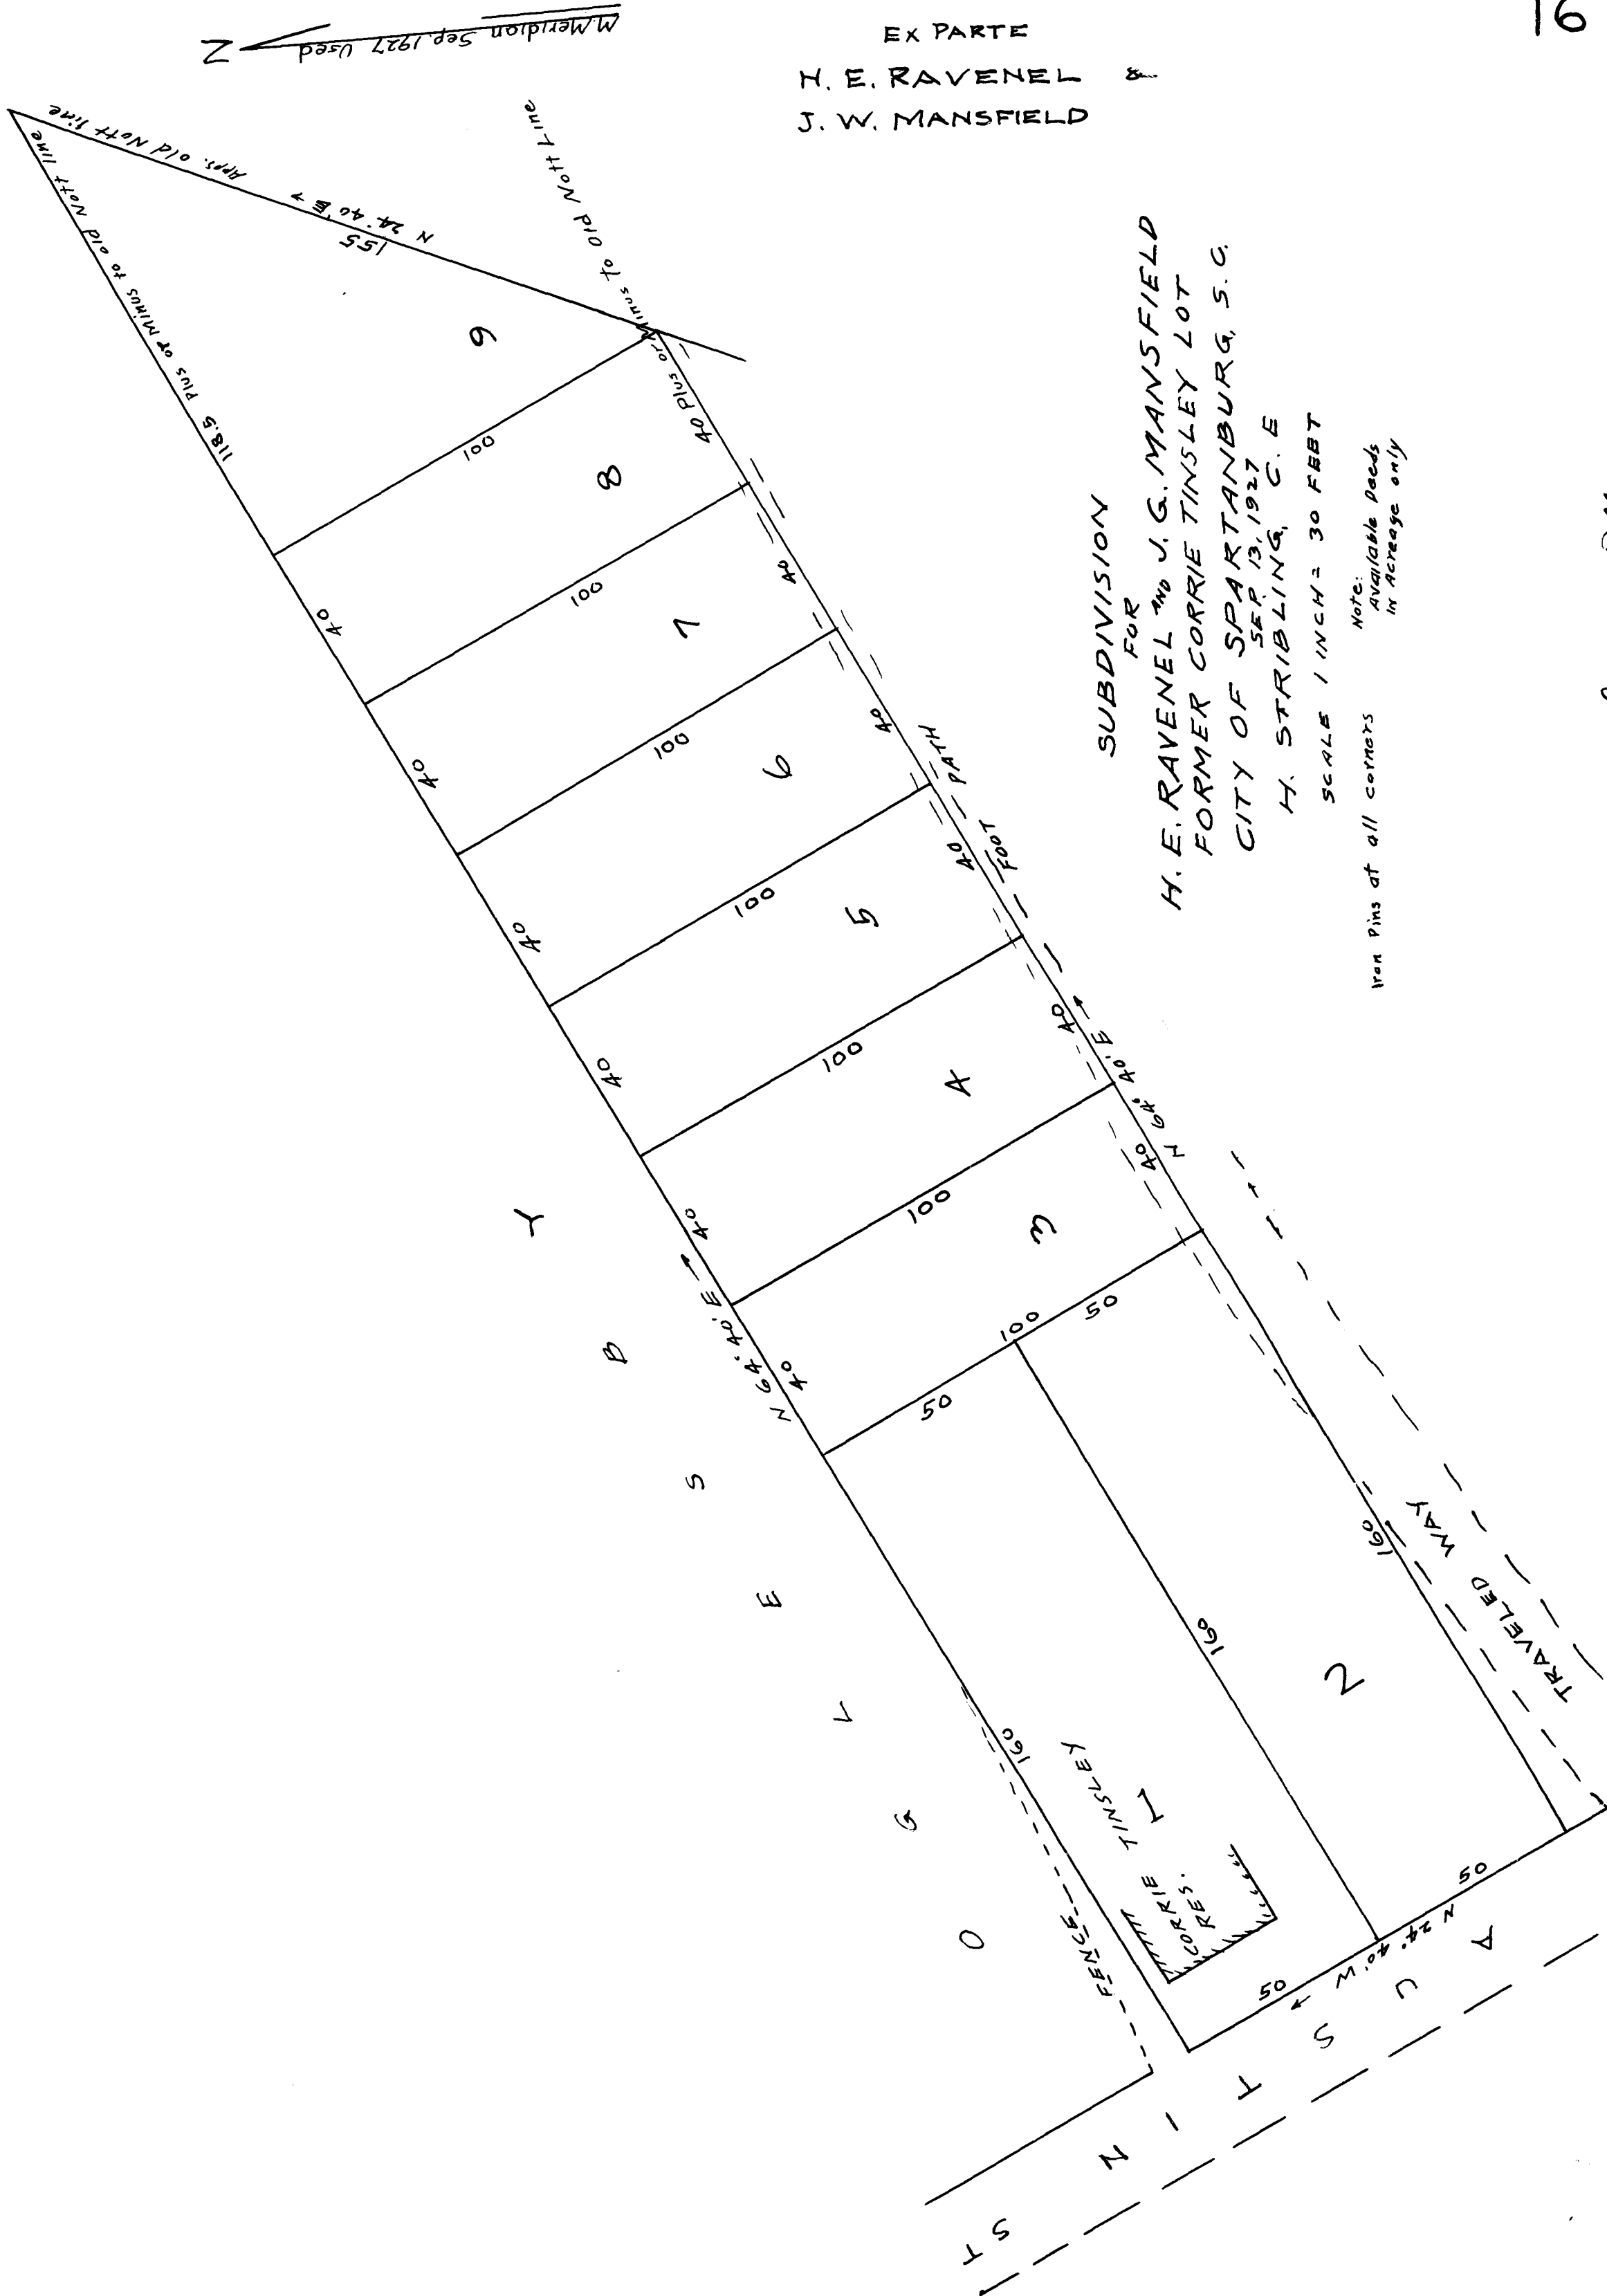 16
EX PARTE
H. E. RAVENEL &
J. W. MANSFIELD
M. Meridian Sep. 1927 Used
N
SUBDIVISION
FOR
H. E. RAVENEL AND J. G. MANSFIELD
FORMER CORRIE TINSLEY LOT
CITY OF SPARTANBURG, S. C.
SEP. 13, 1927
H. STRIBLING, C. E
SCALE 1 INCH = 30 FEET
Note:
Available Deeds
in Acreage only
Iron Pins at all corners
118.5 Plus or Minus to old Nott line
Apps. old Nott line
N 24° 40' E
155
40 Plus or Minus To Old Nott Line
9
100
8
40
40
100
7
40
40
100
6
40
40
100
5
40
40
100
4
40
40
100
3
40
40
N 64° 40' E
N 64° 40' E
FOOT PATH
100
50
50
160
160
160
1
2
CORRIE TINSLEY
RES.
FENCE
TRAVELED WAY
50
50
N 24° 40' W
OGLESBY
AUSTIN ST